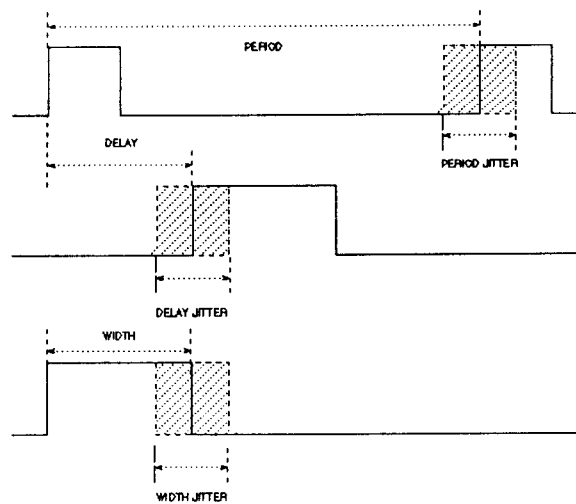 PERIOD
DELAY
PERIOD JITTER
DELAY JITTER
WIDTH
WIDTH JITTER